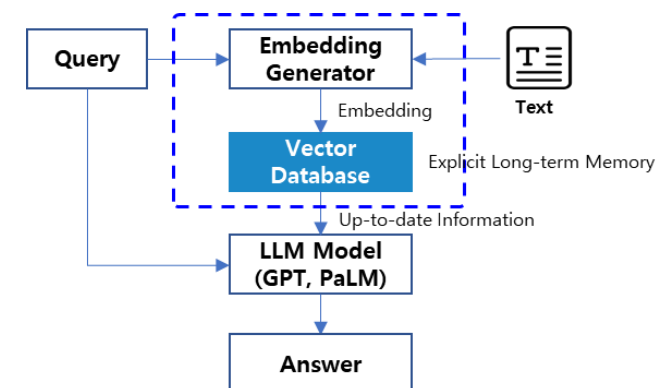 Query
Embedding
Generator
T
Text
Embedding
Vector
Database
Explicit Long-term Memory
Up-to-date Information
LLM Model
(GPT, PaLM)
Answer